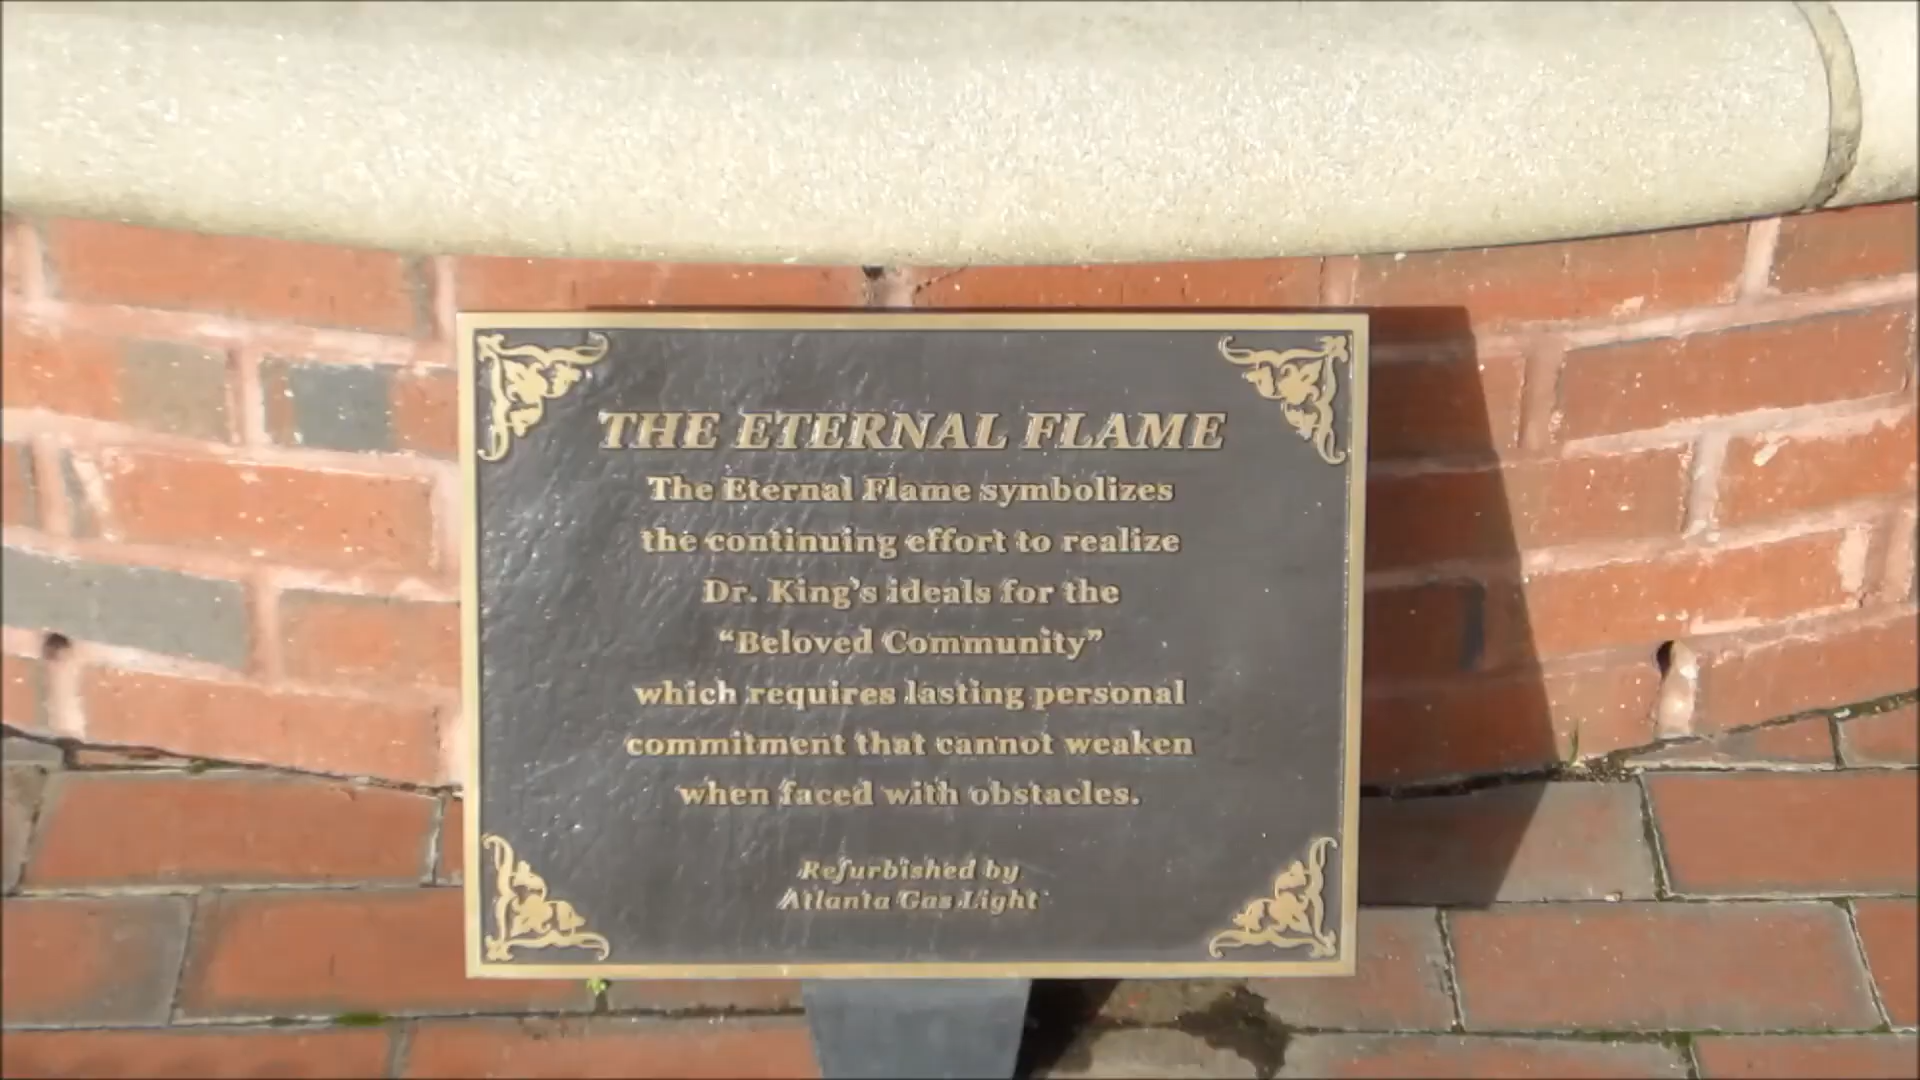 THE ETERNAL FLAME
The Eternal Flame symbolizes
the continuing effort to realize
Dr. King's ideals for the
“Beloved Community”
which requires lasting personal
commitment that cannot weaken
when faced with obstacles.
Refurbished by
Atlanta Gas Light